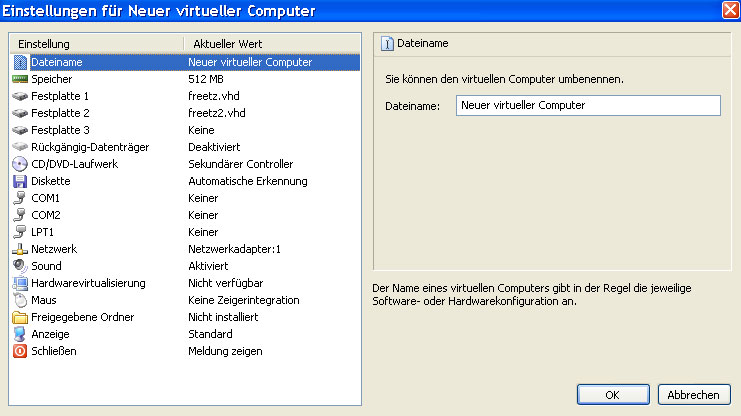 Einstellungen für Neuer virtueller Computer
Einstellung Aktueller Wert
Dateiname Neuer virtueller Computer
Speicher 512 MB
Festplatte 1 freetz.vhd
Festplatte 2 freetz2.vhd
Festplatte 3 Keine
Rückgängig-Datenträger Deaktiviert
CD/DVD-Laufwerk Sekundärer Controller
Diskette Automatische Erkennung
COM1 Keiner
COM2 Keiner
LPT1 Keiner
Netzwerk Netzwerkadapter:1
Sound Aktiviert
Hardwarevirtualisierung Nicht verfügbar
Maus Keine Zeigerintegration
Freigegebene Ordner Nicht installiert
Anzeige Standard
Schließen Meldung zeigen
Dateiname
Sie können den virtuellen Computer umbenennen.
Dateiname: Neuer virtueller Computer
Der Name eines virtuellen Computers gibt in der Regel die jeweilige
Software- oder Hardwarekonfiguration an.
OK Abbrechen